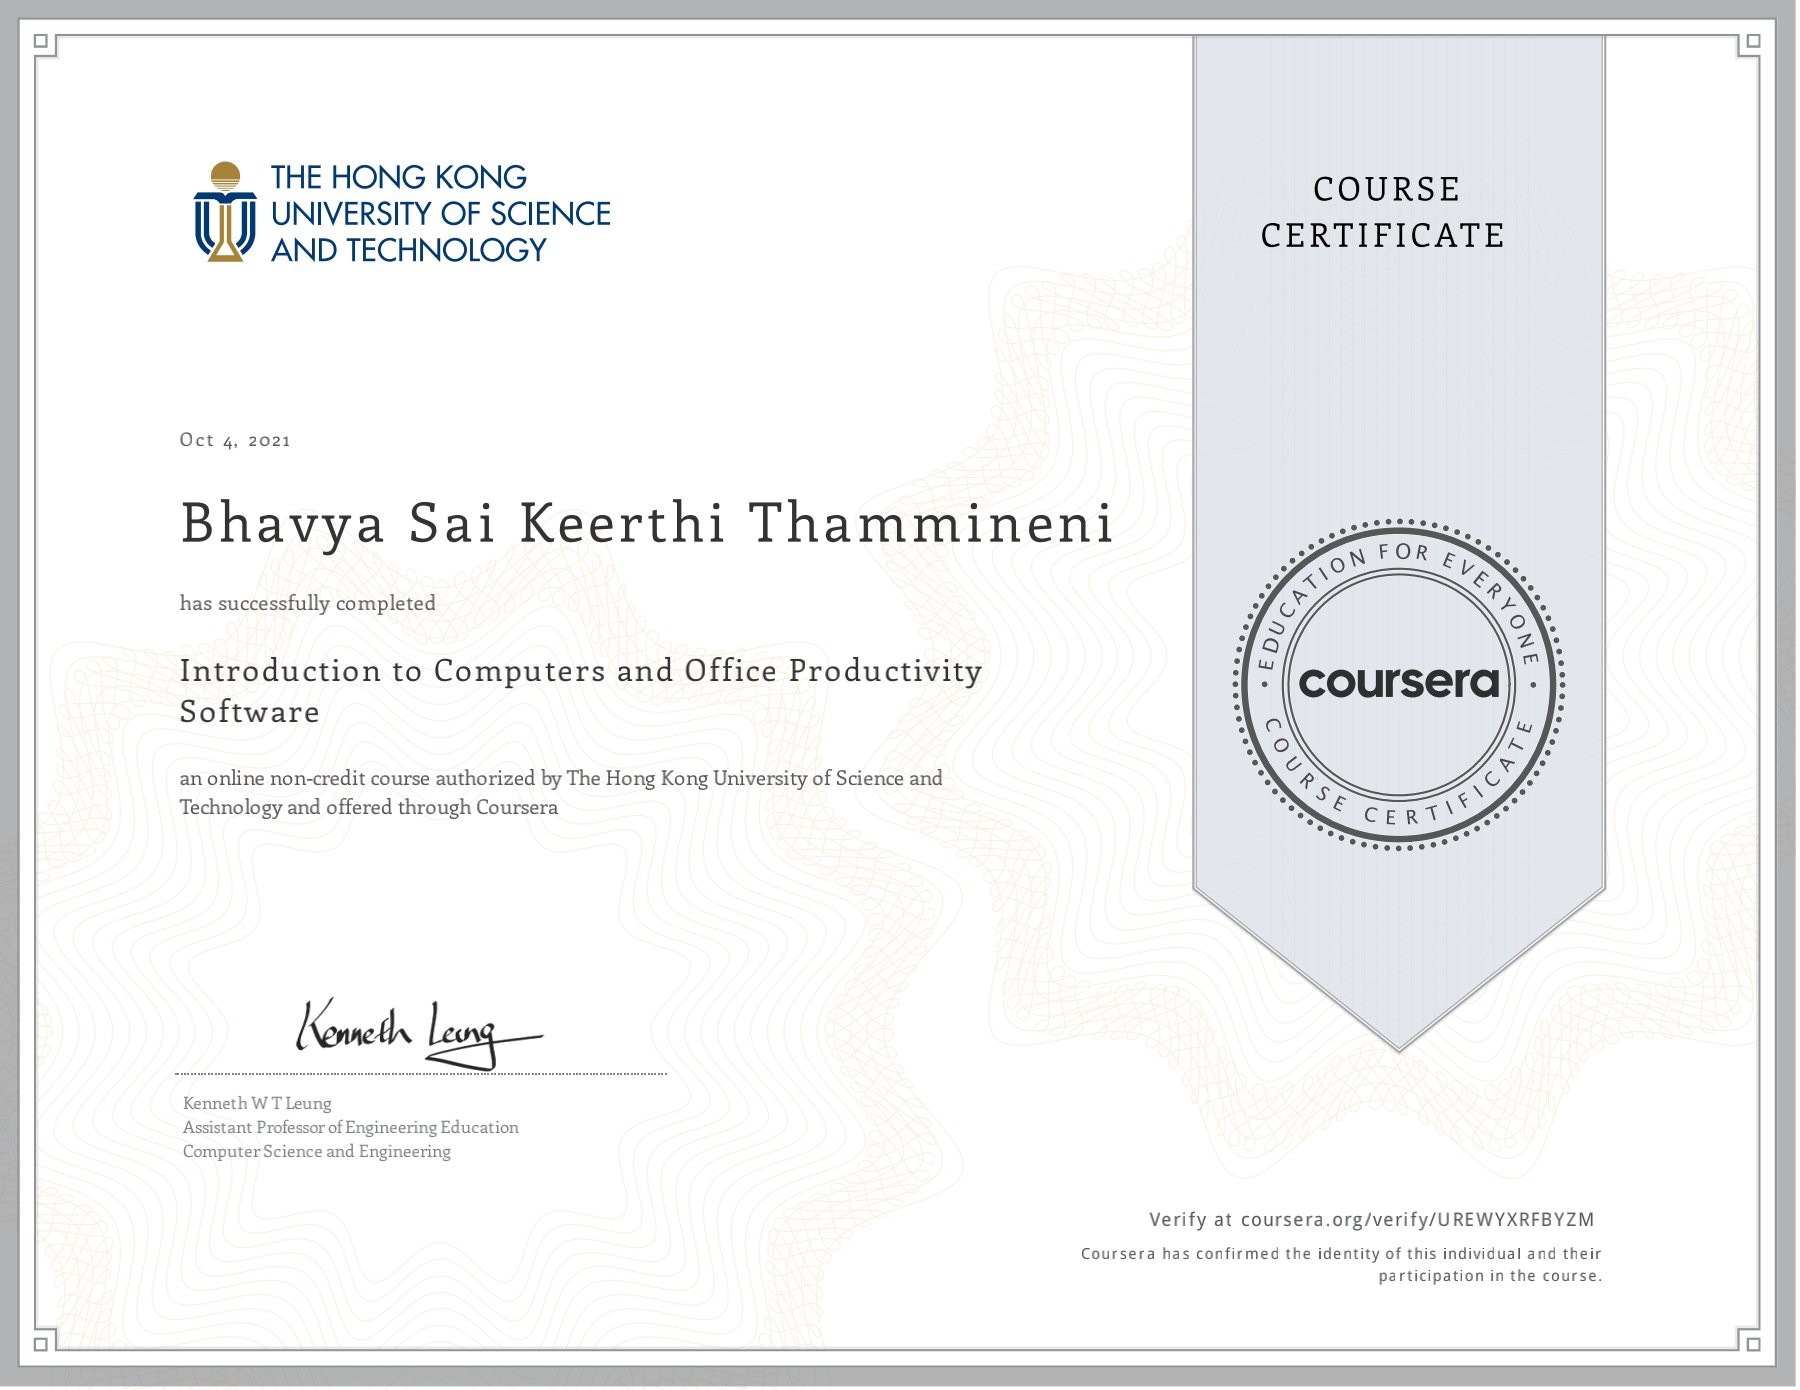 THE HONG KONG
UNIVERSITY OF SCIENCE
AND TECHNOLOGY
COURSE
CERTIFICATE
Oct 4, 2021
Bhavya Sai Keerthi Thammineni
has successfully completed
Introduction to Computers and Office Productivity
Software
an online non-credit course authorized by The Hong Kong University of Science and
Technology and offered through Coursera
EDUCATION FOR EVERYONE
coursera
COURSE CERTIFICATE
Kenneth Leung
Kenneth W T Leung
Assistant Professor of Engineering Education
Computer Science and Engineering
Verify at coursera.org/verify/UREWYXRFBYZM
Coursera has confirmed the identity of this individual and their
participation in the course.